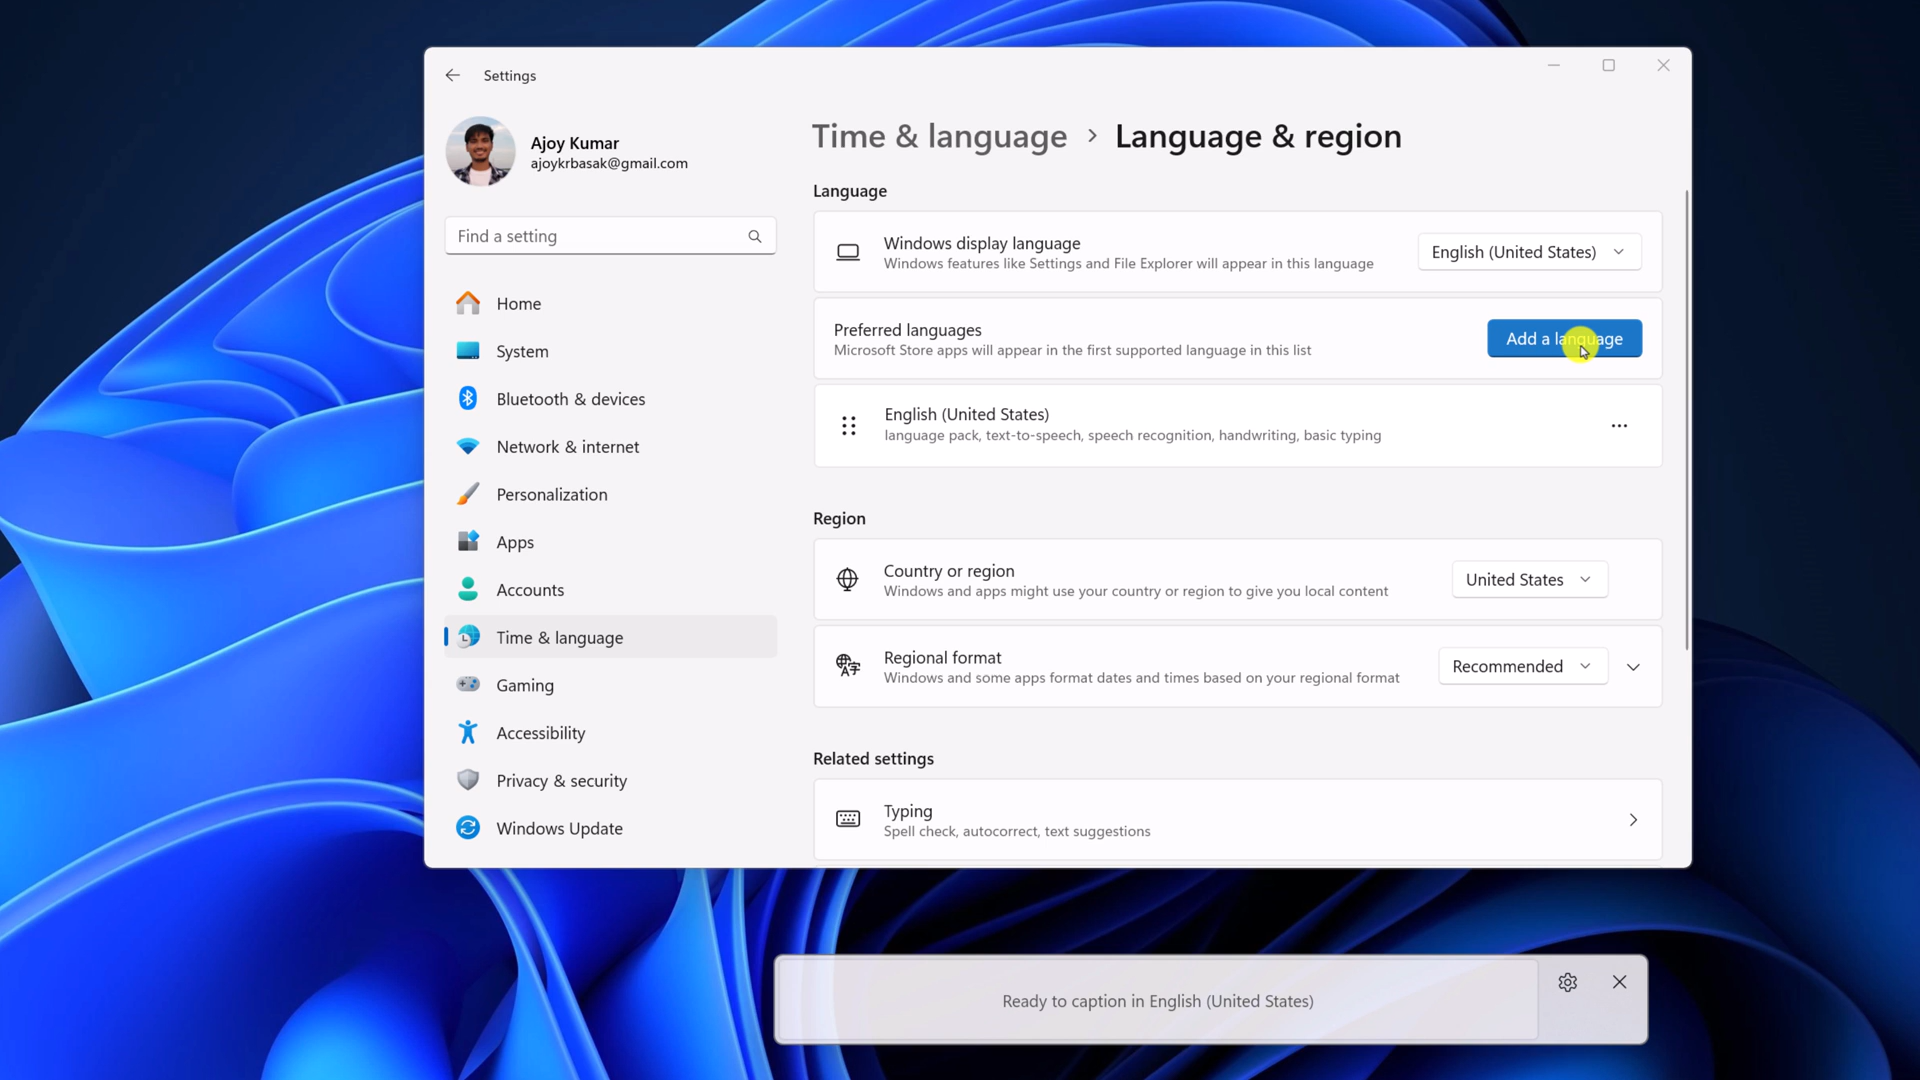 Settings
Ajoy Kumar
ajoykrbasak@gmail.com
Find a setting
Home
System
Bluetooth & devices
Network & internet
Personalization
Apps
Accounts
Time & language
Gaming
Accessibility
Privacy & security
Windows Update
Time & language > Language & region
Language
Windows display language
Windows features like Settings and File Explorer will appear in this language
English (United States)
Preferred languages
Microsoft Store apps will appear in the first supported language in this list
Add a language
English (United States)
language pack, text-to-speech, speech recognition, handwriting, basic typing
Region
Country or region
Windows and apps might use your country or region to give you local content
United States
Regional format
Windows and some apps format dates and times based on your regional format
Recommended
Related settings
Typing
Spell check, autocorrect, text suggestions
Ready to caption in English (United States)